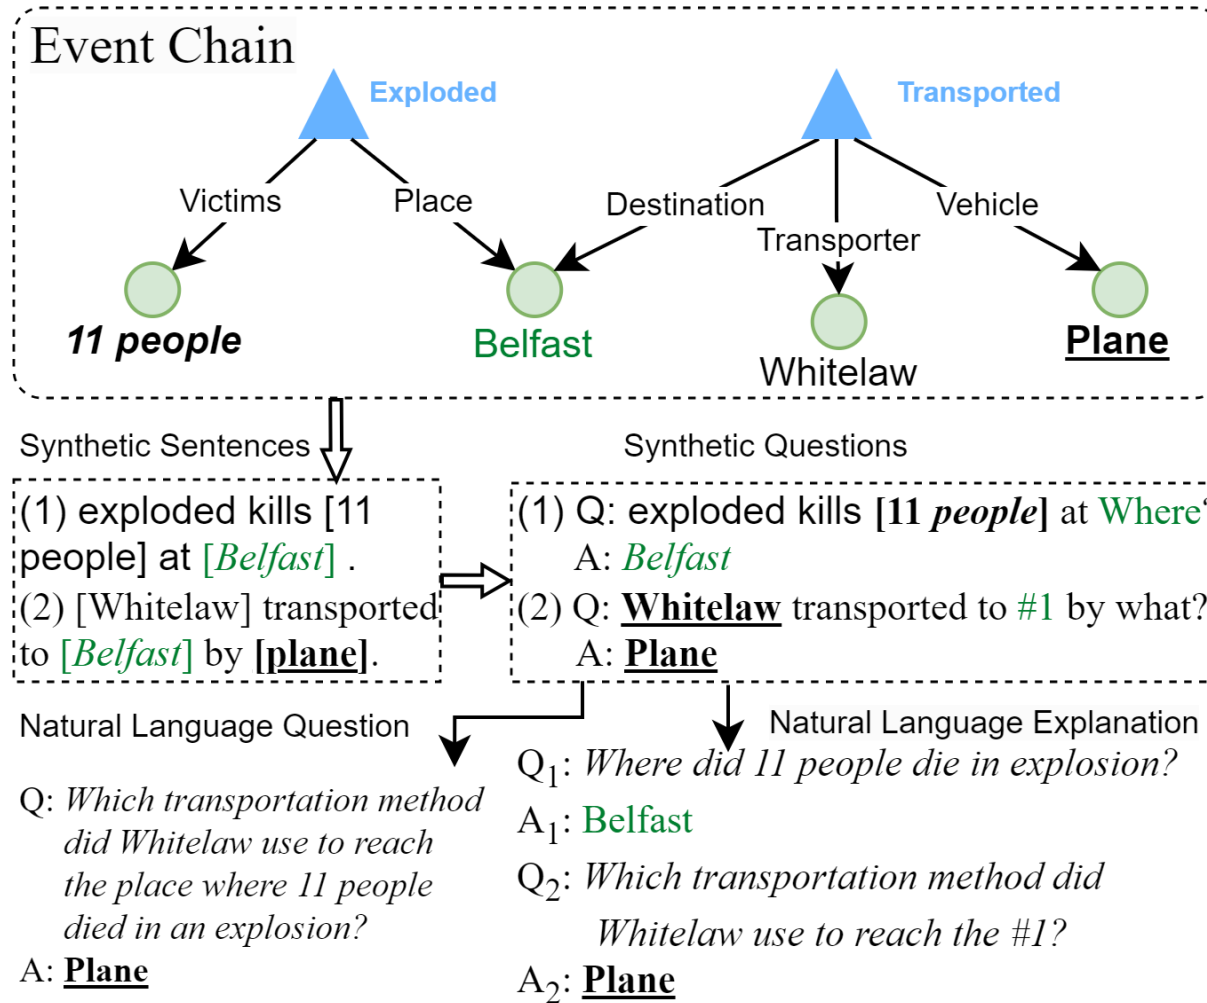 Event Chain
Exploded
Transported
Victims
Place
Destination
Transporter
Vehicle
11 people
Belfast
Whitelaw
Plane
Synthetic Sentences
(1) exploded kills [11
people] at [Belfast] .
(2) [Whitelaw] transported
to [Belfast] by [plane].
Synthetic Questions
(1) Q: exploded kills [11 people] at Where?
A: Belfast
(2) Q: Whitelaw transported to #1 by what?
A: Plane
Natural Language Question
Q: Which transportation method
did Whitelaw use to reach
the place where 11 people
died in an explosion?
A: Plane
Natural Language Explanation
Q1: Where did 11 people die in explosion?
A1: Belfast
Q2: Which transportation method did
Whitelaw use to reach the #1?
A2: Plane